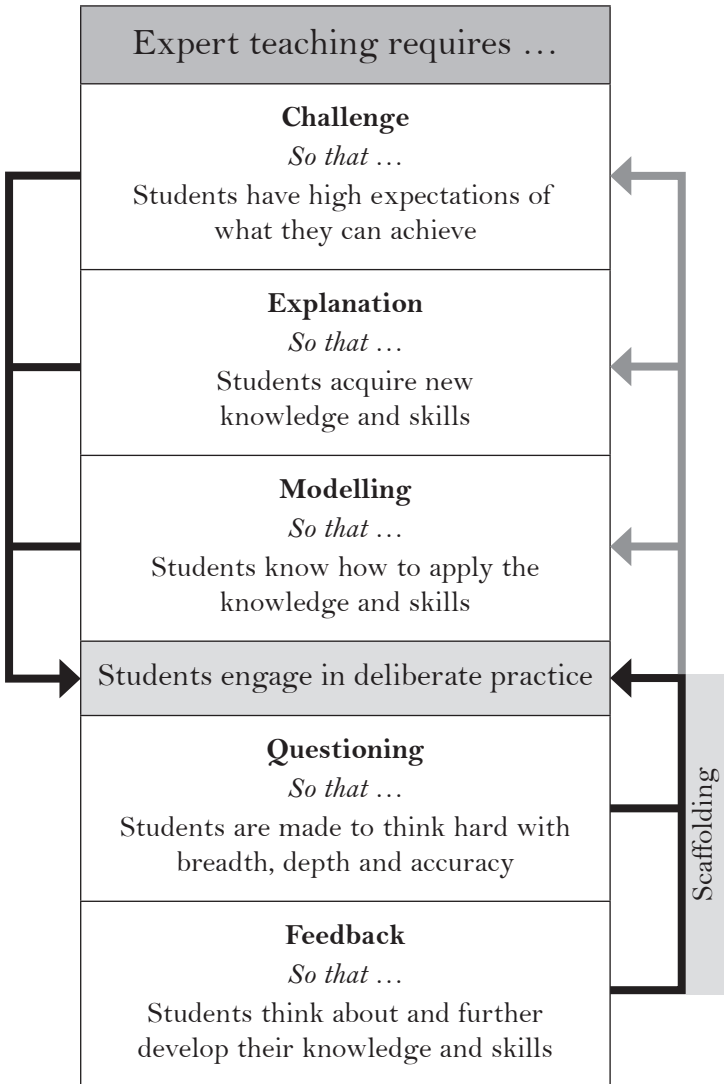 Expert teaching requires …
Challenge
So that …
Students have high expectations of
what they can achieve
Explanation
So that …
Students acquire new
knowledge and skills
Modelling
So that …
Students know how to apply the
knowledge and skills
Students engage in deliberate practice
Questioning
So that …
Students are made to think hard with
breadth, depth and accuracy
Scaffolding
Feedback
So that …
Students think about and further
develop their knowledge and skills